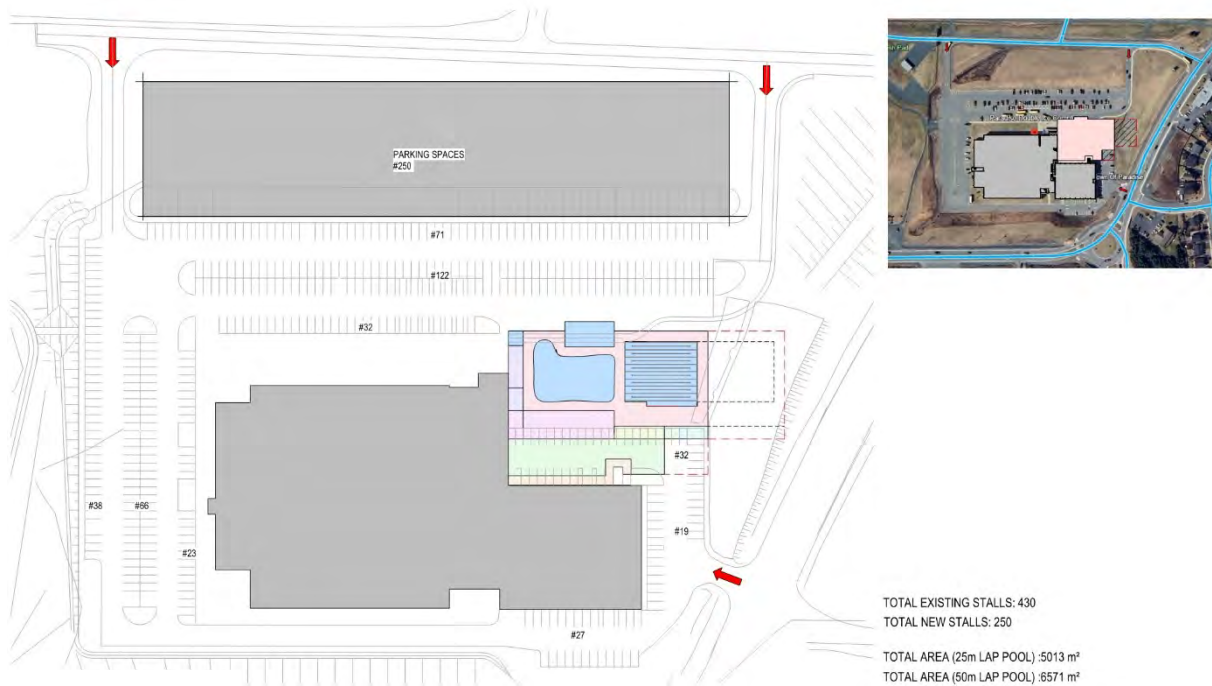 PARKING SPACES
#250
#71
#122
#32
#32
#38
#66
#23
#19
#27
TOTAL EXISTING STALLS: 430
TOTAL NEW STALLS: 250
TOTAL AREA (25m LAP POOL) :5013 m²
TOTAL AREA (50m LAP POOL) :6571 m²